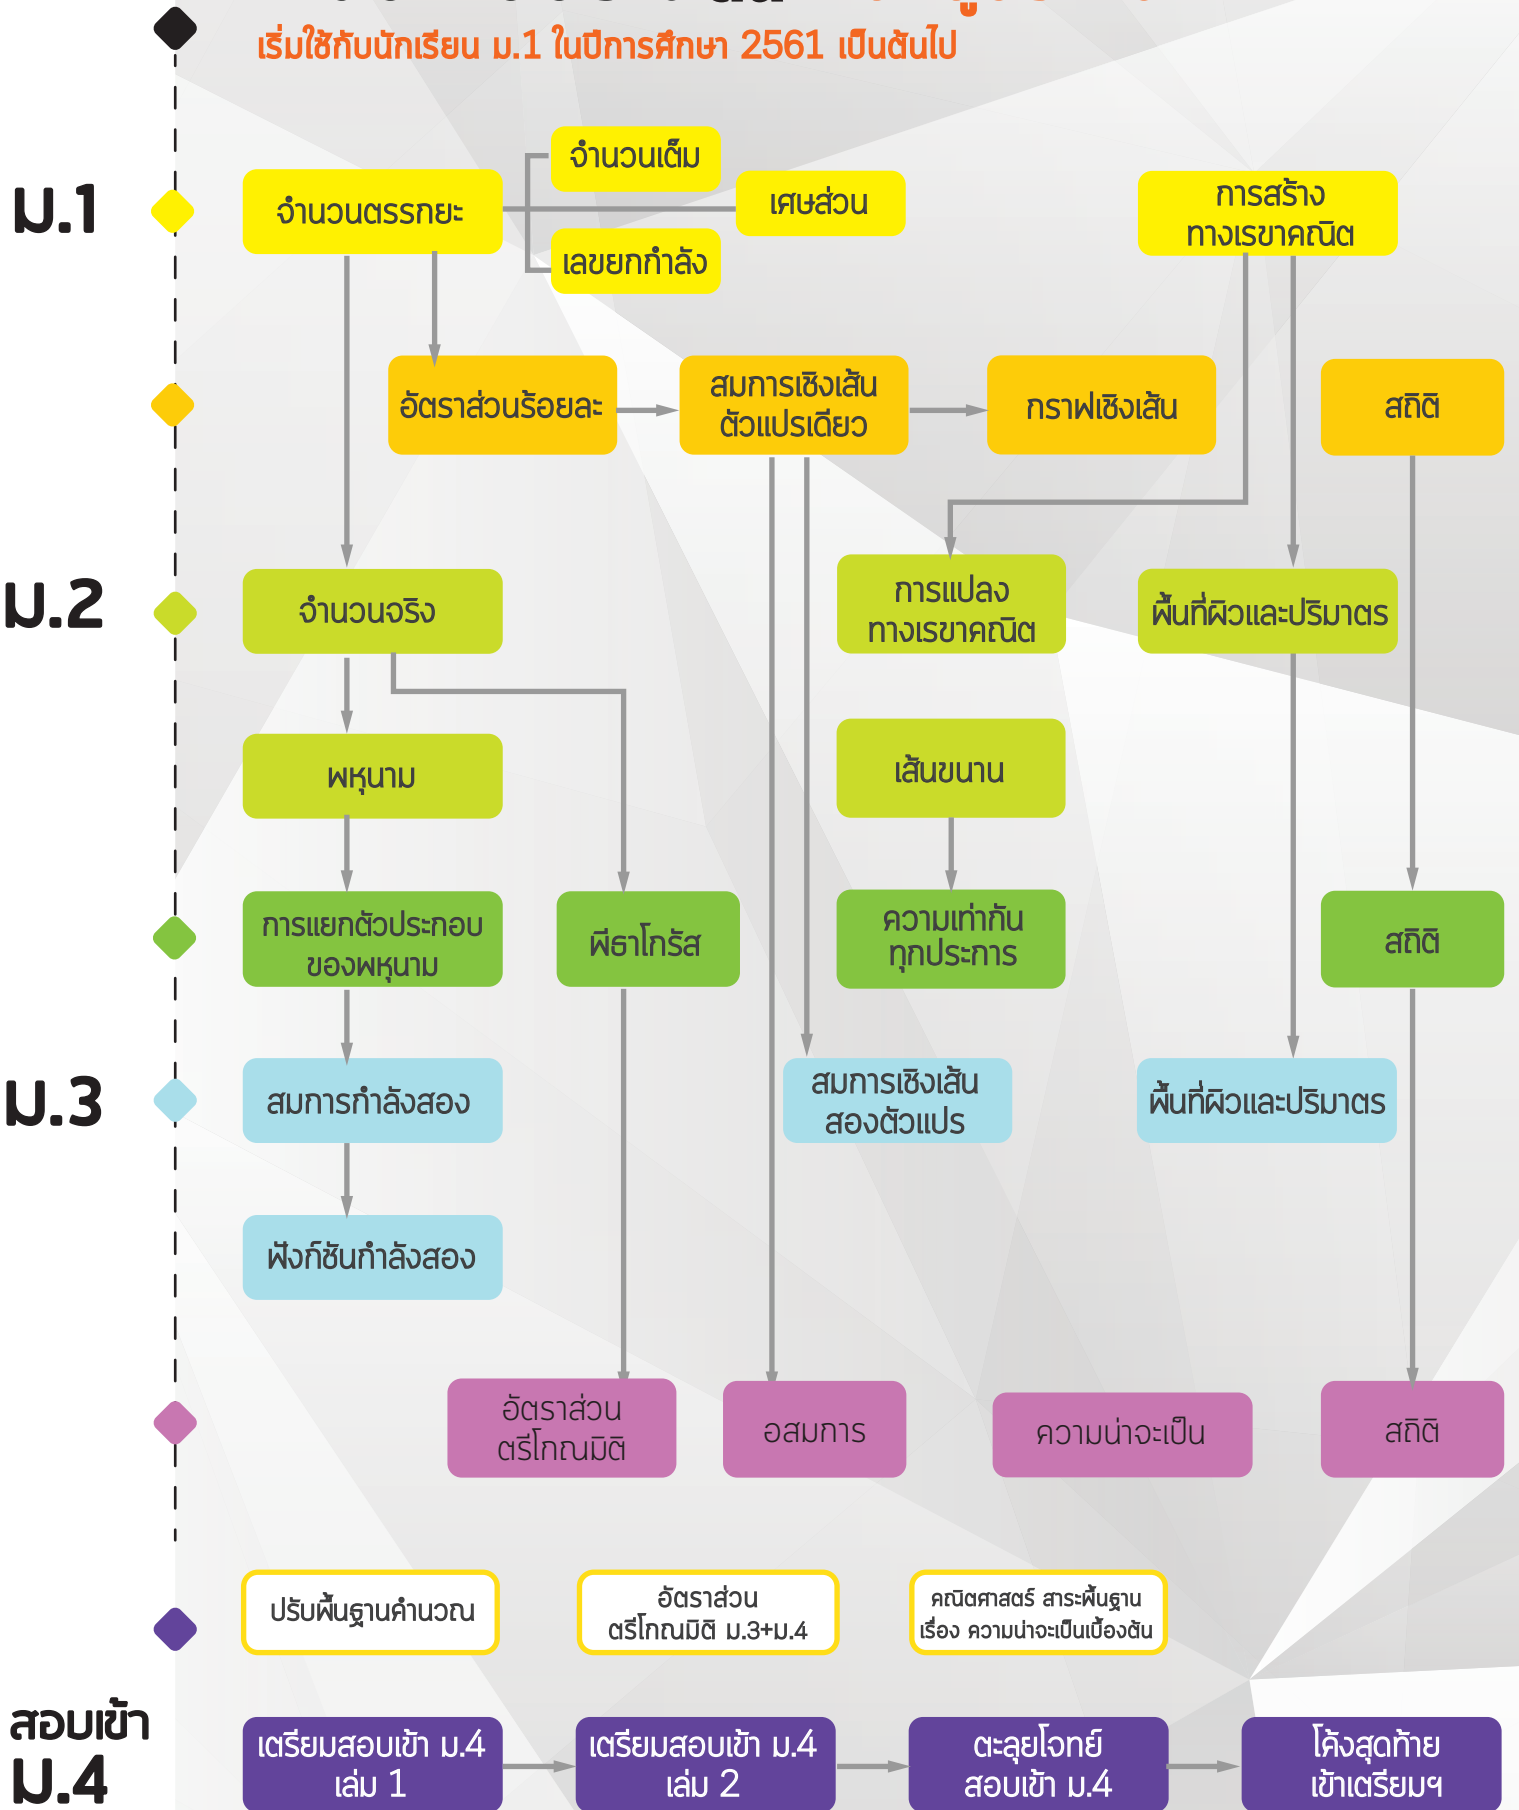 เริ่มใช้กับนักเรียน ม.1 ในปีการศึกษา 2561 เป็นต้นไป
ม.1
จำนวนตรรกยะ
จำนวนเต็ม
เศษส่วน
เลขยกกำลัง
การสร้าง
ทางเรขาคณิต
อัตราส่วนร้อยละ
สมการเชิงเส้น
ตัวแปรเดียว
กราฟเชิงเส้น
สถิติ
ม.2
จำนวนจริง
การแปลง
ทางเรขาคณิต
พื้นที่ผิวและปริมาตร
พหุนาม
เส้นขนาน
การแยกตัวประกอบ
ของพหุนาม
พีธาโกรัส
ความเท่ากัน
ทุกประการ
สถิติ
ม.3
สมการกำลังสอง
สมการเชิงเส้น
สองตัวแปร
พื้นที่ผิวและปริมาตร
ฟังก์ชันกำลังสอง
อัตราส่วน
ตรีโกณมิติ
อสมการ
ความน่าจะเป็น
สถิติ
ปรับพื้นฐานคำนวณ
อัตราส่วน
ตรีโกณมิติ ม.3+ม.4
คณิตศาสตร์ สาระพื้นฐาน
เรื่อง ความน่าจะเป็นเบื้องต้น
สอบเข้า
ม.4
เตรียมสอบเข้า ม.4
เล่ม 1
เตรียมสอบเข้า ม.4
เล่ม 2
ตะลุยโจทย์
สอบเข้า ม.4
โค้งสุดท้าย
เข้าเตรียมฯ